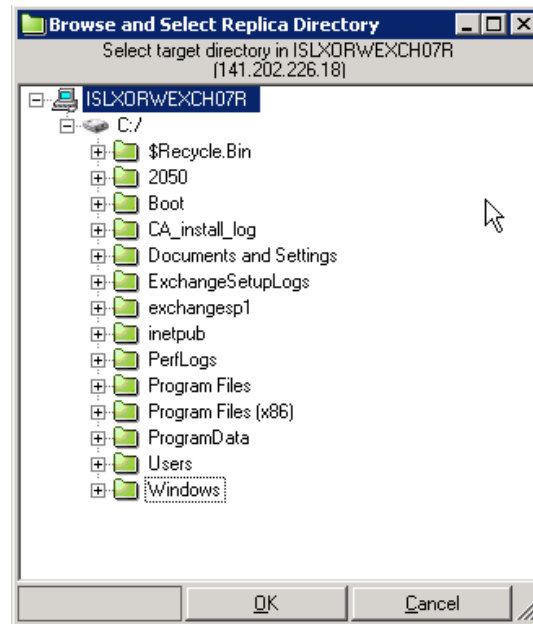 Browse and Select Replica Directory
Select target directory in ISLXORWEXCH07R
(141.202.226.18)
ISLXORWEXCH07R
C:/
$Recycle.Bin
2050
Boot
CA_install_log
Documents and Settings
ExchangeSetupLogs
exchangesp1
inetpub
PerfLogs
Program Files
Program Files (x86)
ProgramData
Users
Windows
OK
Cancel